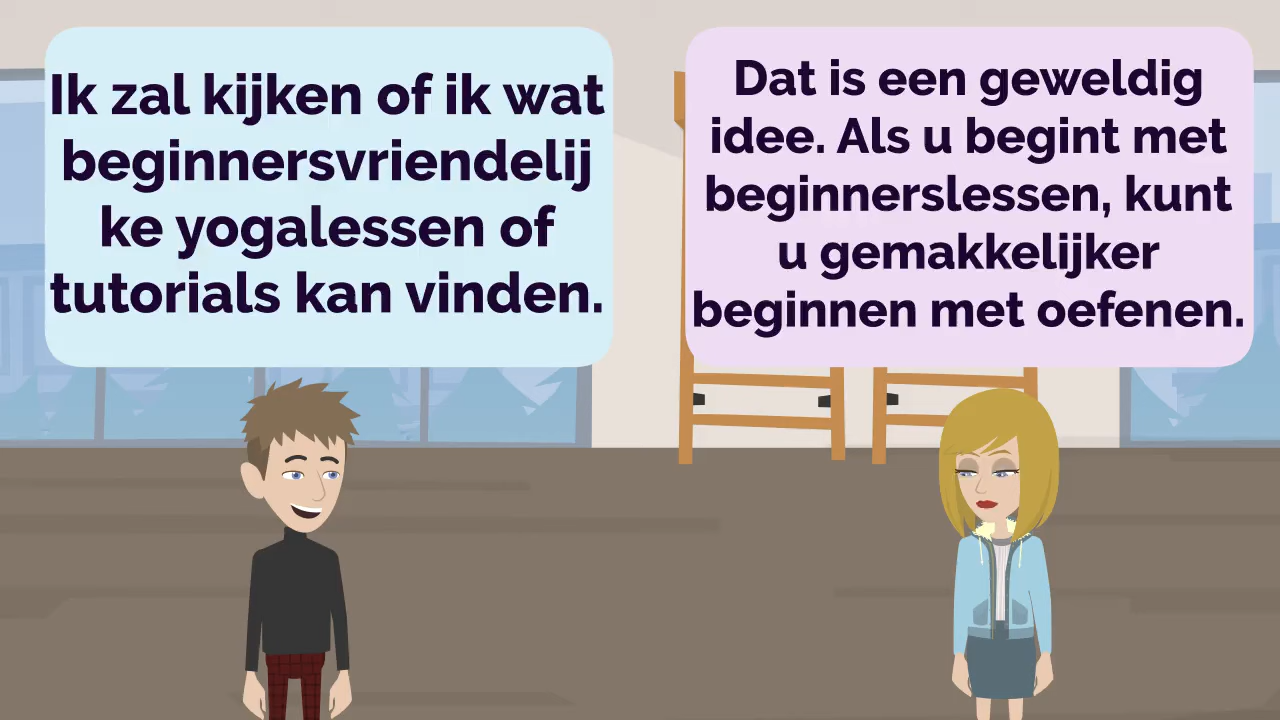 Ik zal kijken of ik wat
beginnersvriendelij
ke yogalessen of
tutorials kan vinden.
Dat is een geweldig
idee. Als u begint met
beginnerslessen, kunt
u gemakkelijker
beginnen met oefenen.